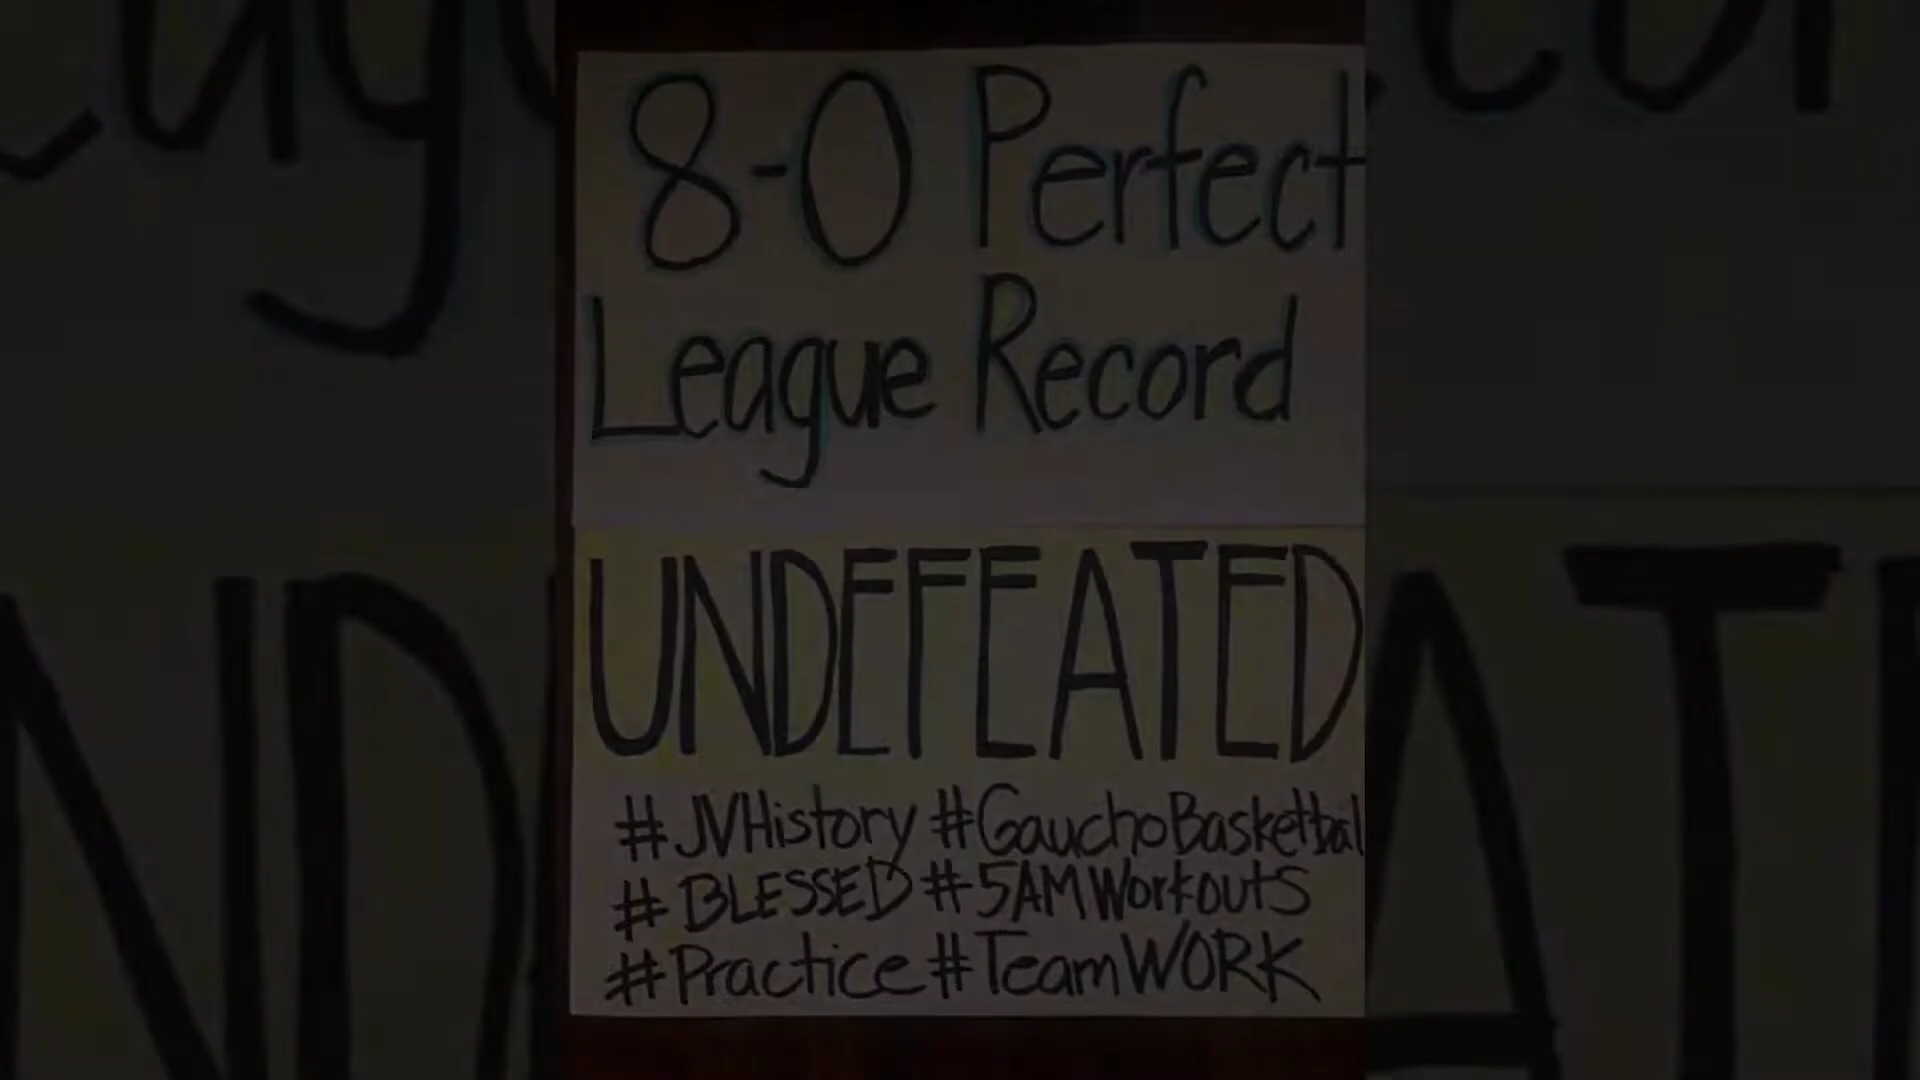 8-0 Perfect
League Record
UNDEFEATED
#JVHistory #GauchoBasketbal
#BLESSED #5AMWorkouts
#Practice #TeamWORK